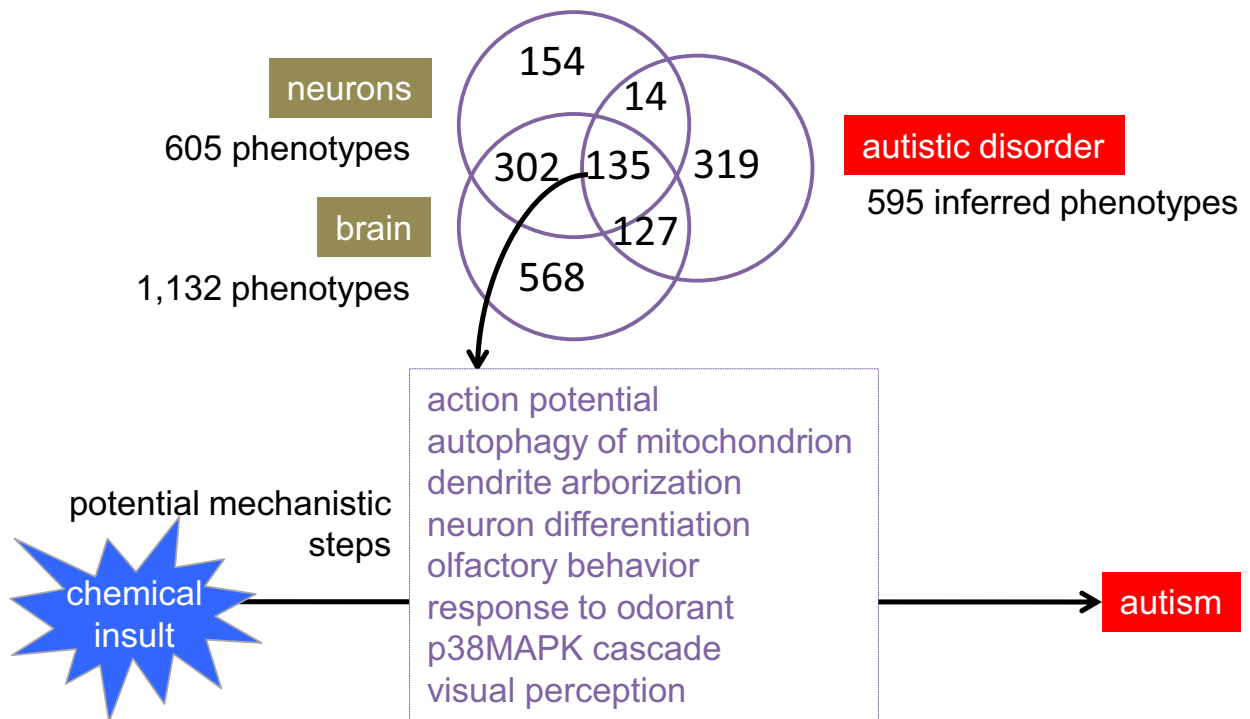 154
neurons
14
605 phenotypes
302
135
319
autistic disorder
595 inferred phenotypes
brain
127
568
1,132 phenotypes
action potential
autophagy of mitochondrion
dendrite arborization
neuron differentiation
olfactory behavior
response to odorant
p38MAPK cascade
visual perception
potential mechanistic
steps
chemical
insult
autism